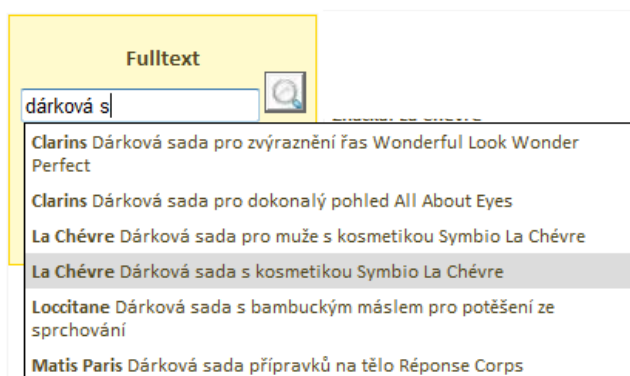 Fulltext
dárková s
Clarins Dárková sada pro zvýraznění řas Wonderful Look Wonder
Perfect
Clarins Dárková sada pro dokonalý pohled All About Eyes
La Chévre Dárková sada pro muže s kosmetikou Symbio La Chévre
La Chévre Dárková sada s kosmetikou Symbio La Chévre
Loccitane Dárková sada s bambuckým máslem pro potěšení ze
sprchování
Matis Paris Dárková sada přípravků na tělo Réponse Corps